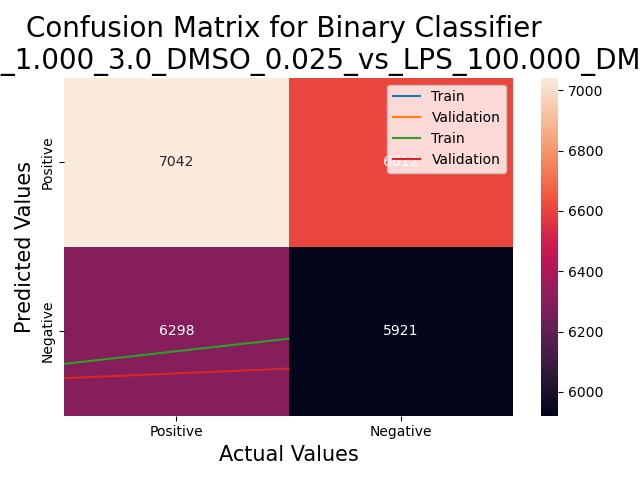 Confusion Matrix for Binary Classifier
_1.000_3.0_DMSO_0.025_vs_LPS_100.000_DM
Train
Validation
Train
Validation
Positive
Negative
Predicted Values
7042
6298
5921
Positive
Negative
Actual Values
7000
6800
6600
6400
6200
6000